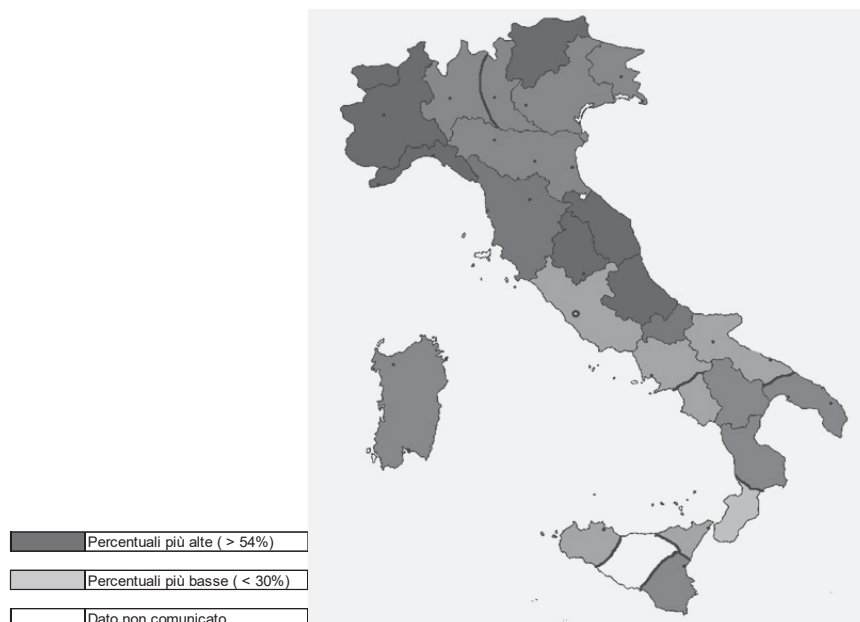 Percentuali più alte ( > 54%)
Percentuali più basse ( < 30%)
Dato non comunicato